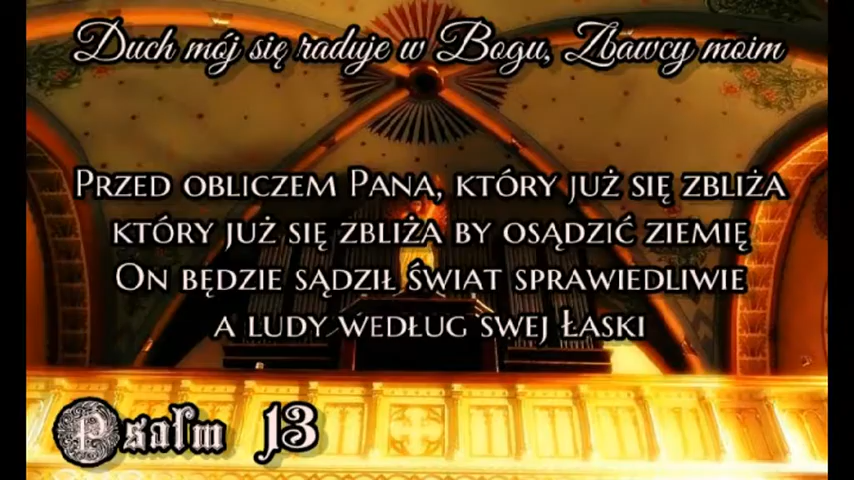 Duch mój się raduje w Bogu, Zbawcy moim
Przed obliczem Pana, który już się zbliża
który już się zbliża by osądzić ziemię
On będzie sądził świat sprawiedliwie
a ludy według swej Łaski
Psalm 13